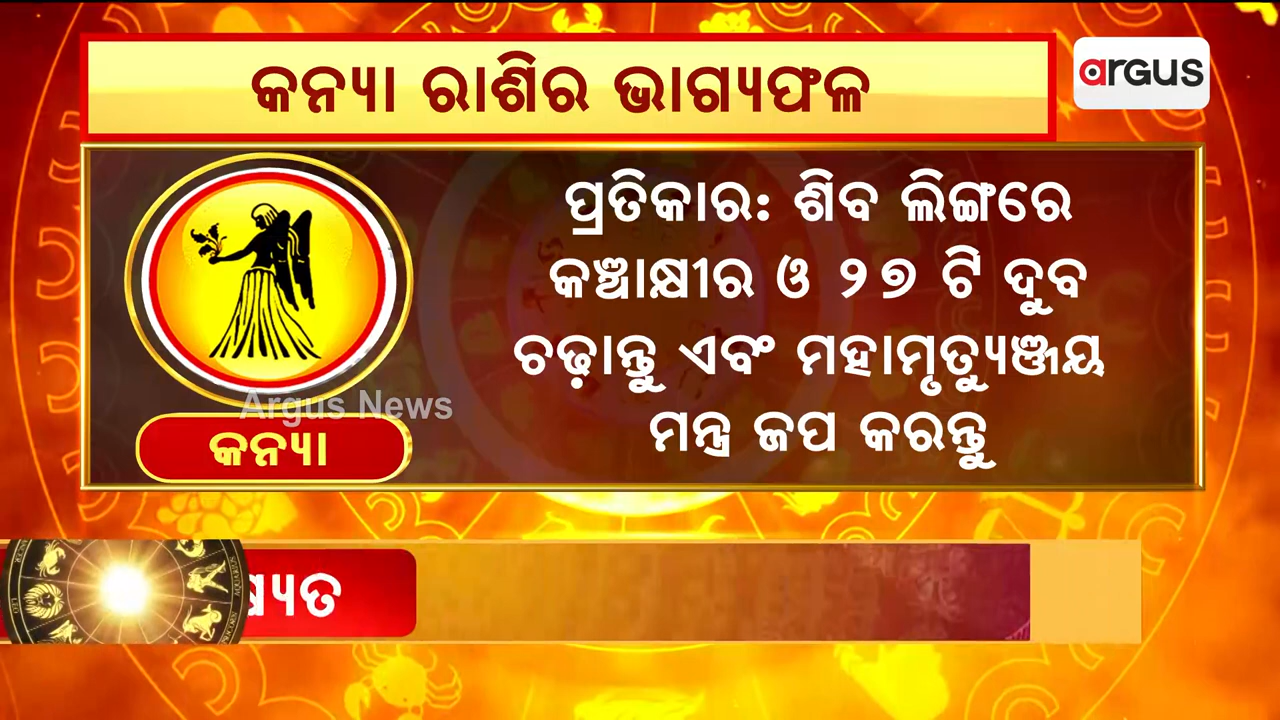 କନ୍ୟା ରାଶିର ଭାଗ୍ୟଫଳ
argus
ପ୍ରତିକାର: ଶିବ ଲିଙ୍ଗରେ
କଞ୍ଚାକ୍ଷୀର ଓ ୨୭ ଟି ଦୁବ
ଚଢ଼ାନ୍ତୁ ଏବଂ ମହାମୃତ୍ୟୁଞ୍ଜୟ
ମନ୍ତ୍ର ଜପ କରନ୍ତୁ
Argus News
କନ୍ୟା